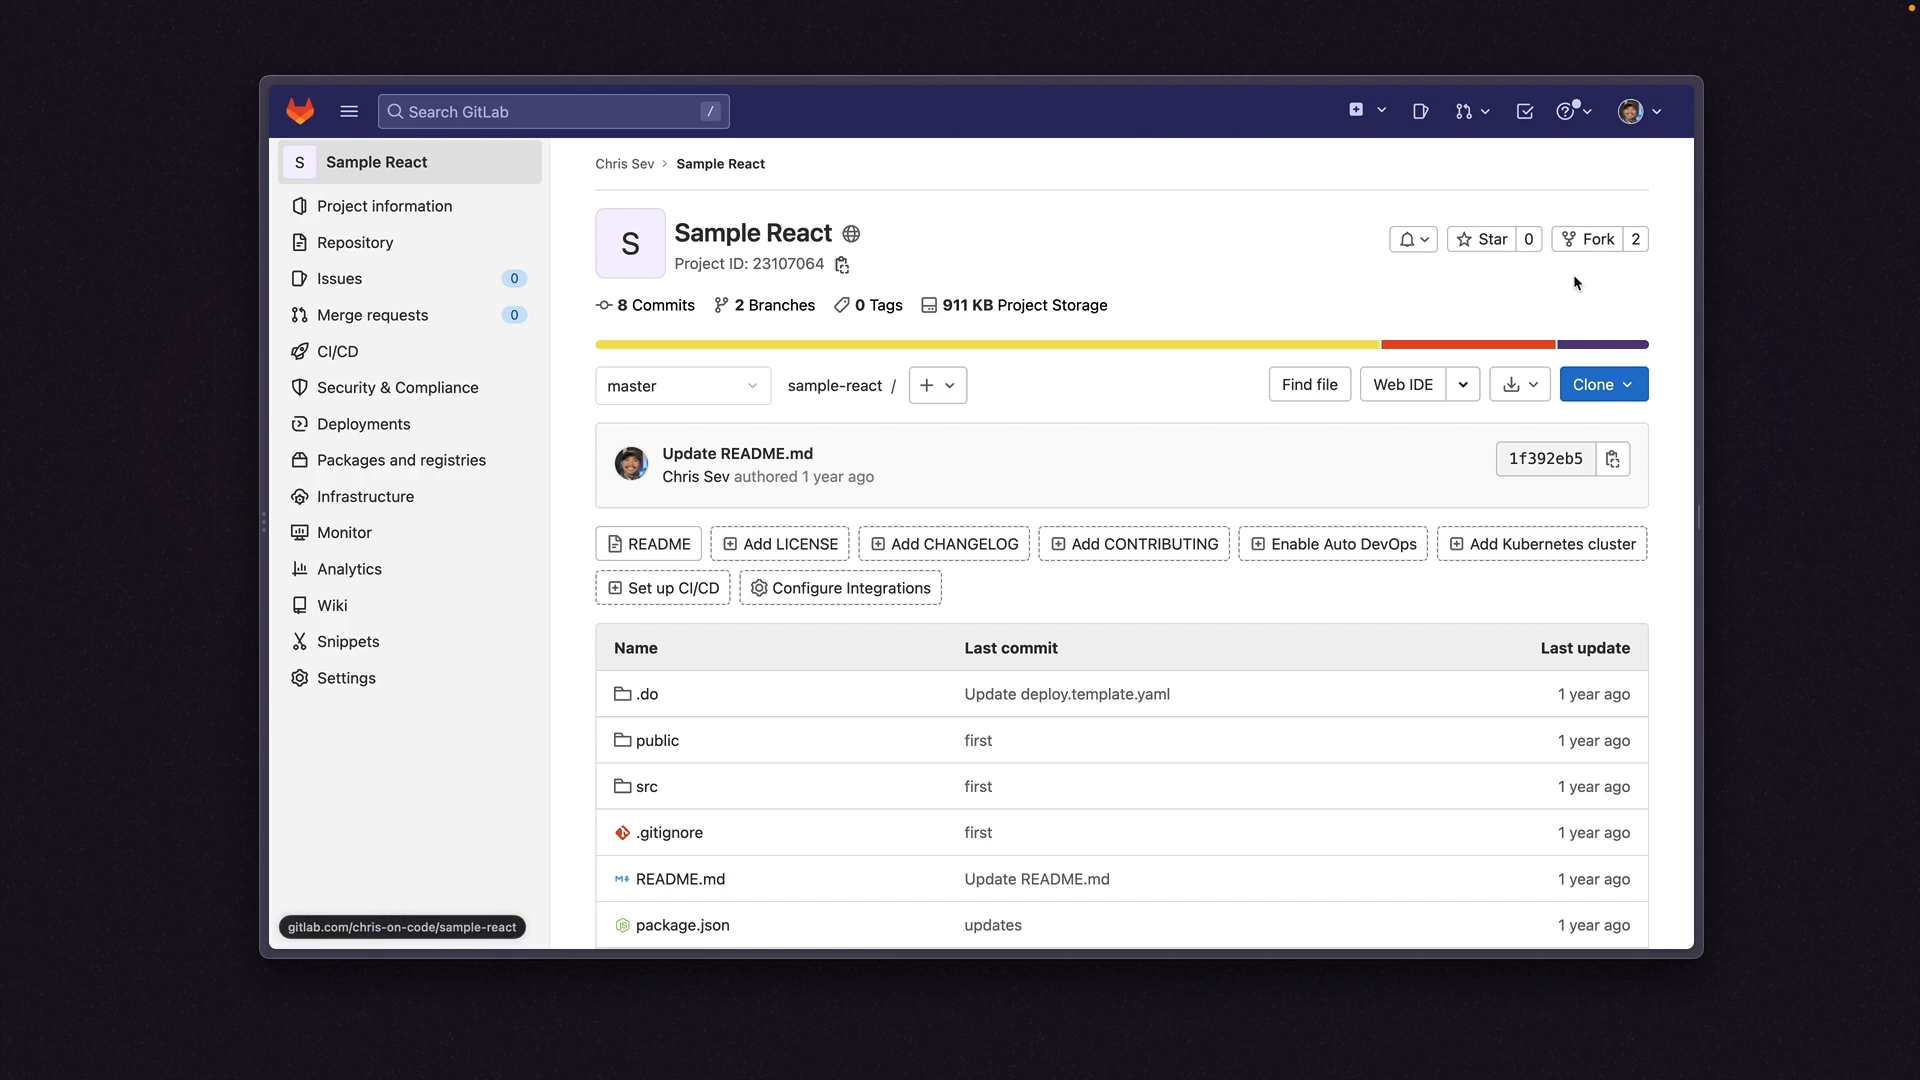 Search GitLab /
S Sample React
Project information
Repository
Issues 0
Merge requests 0
CI/CD
Security & Compliance
Deployments
Packages and registries
Infrastructure
Monitor
Analytics
Wiki
Snippets
Settings
gitlab.com/chris-on-code/sample-react
Chris Sev › Sample React
S
Sample React
Project ID: 23107064
Star 0 Fork 2
8 Commits 2 Branches 0 Tags 911 KB Project Storage
master sample-react / + Find file Web IDE Clone
Update README.md
Chris Sev authored 1 year ago
1f392eb5
README Add LICENSE Add CHANGELOG Add CONTRIBUTING Enable Auto DevOps Add Kubernetes cluster
Set up CI/CD Configure Integrations
Name Last commit Last update
.do Update deploy.template.yaml 1 year ago
public first 1 year ago
src first 1 year ago
.gitignore first 1 year ago
README.md Update README.md 1 year ago
package.json updates 1 year ago